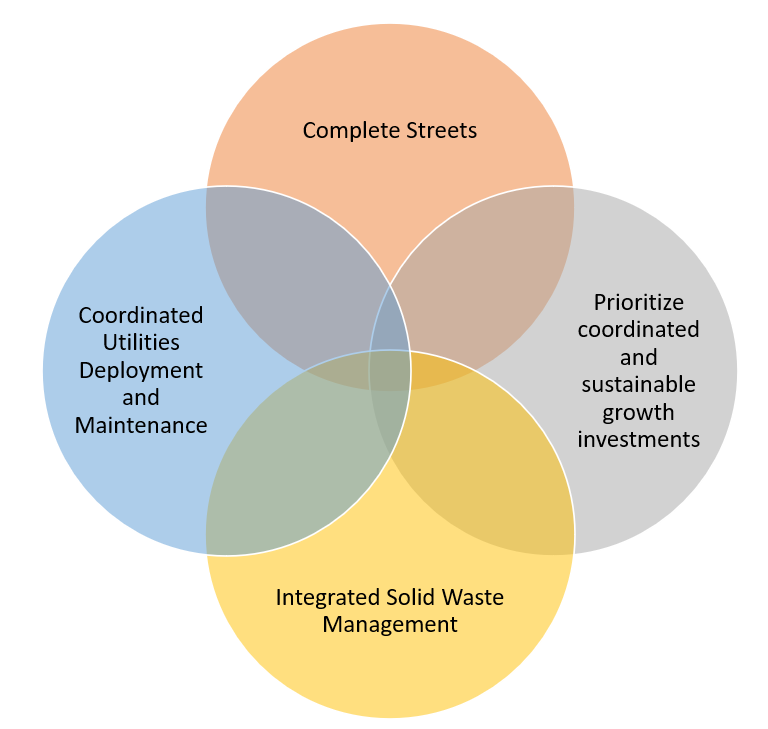 Complete Streets
Coordinated
Utilities
Deployment
and
Maintenance
Prioritize
coordinated
and
sustainable
growth
investments
Integrated Solid Waste
Management